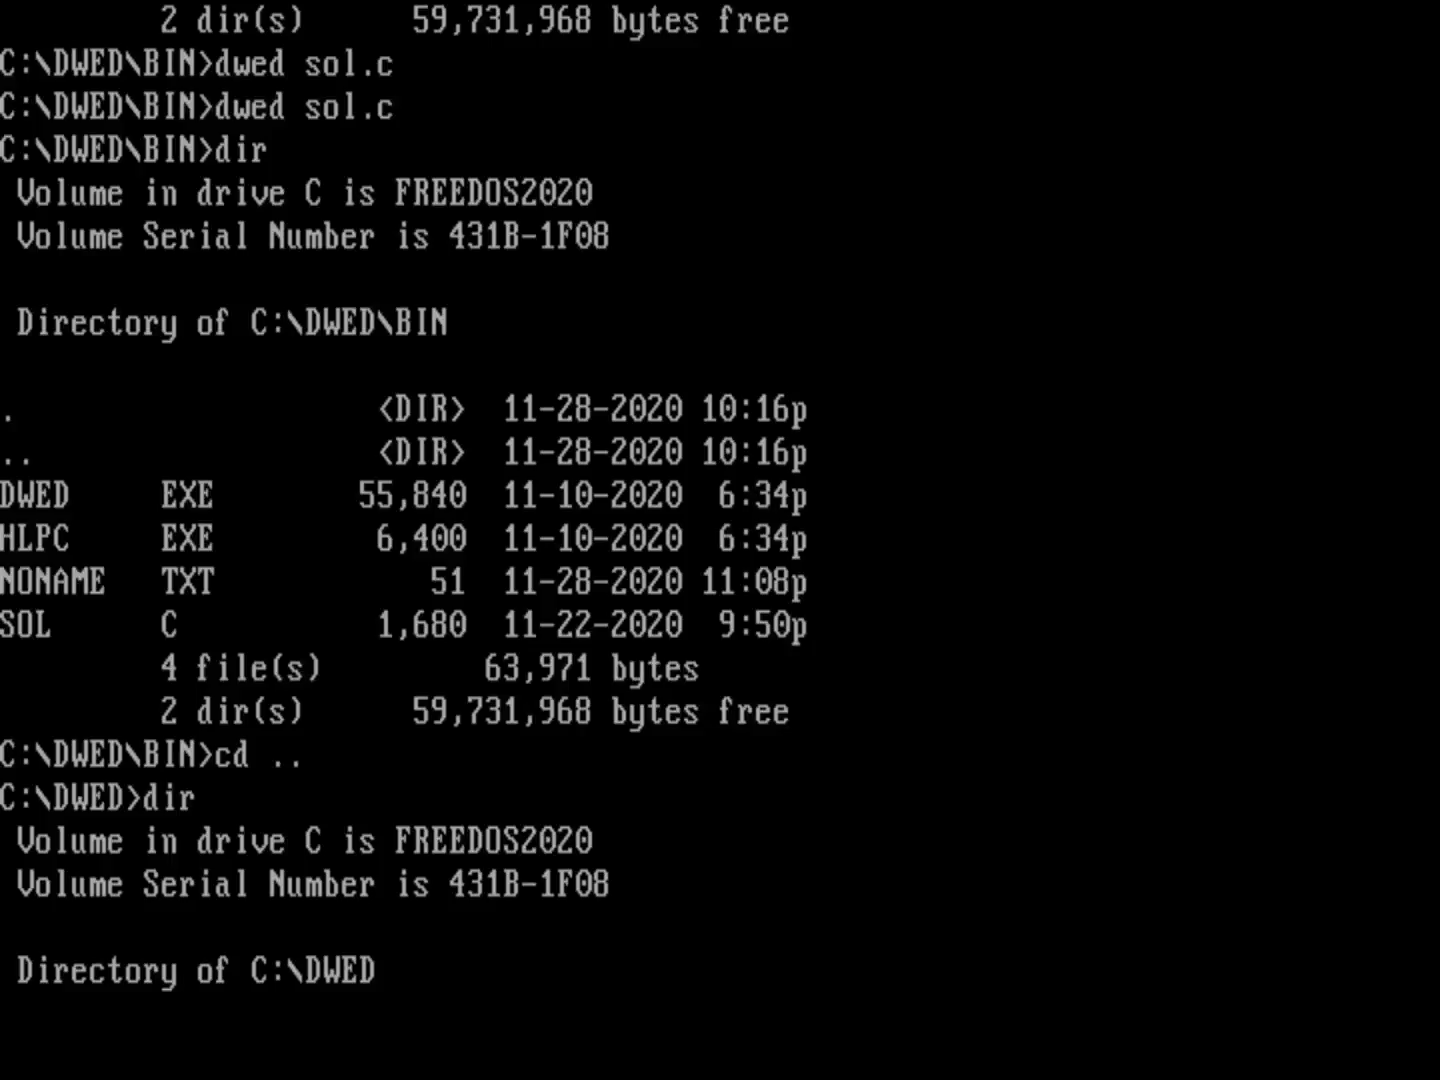 2 dir(s) 59,731,968 bytes free
C:\DWED\BIN>dwed sol.c
C:\DWED\BIN>dwed sol.c
C:\DWED\BIN>dir
Volume in drive C is FREEDOS2020
Volume Serial Number is 431B-1F08
Directory of C:\DWED\BIN
. <DIR> 11-28-2020 10:16p
.. <DIR> 11-28-2020 10:16p
DWED EXE 55,840 11-10-2020 6:34p
HLPC EXE 6,400 11-10-2020 6:34p
NONAME TXT 51 11-28-2020 11:08p
SOL C 1,680 11-22-2020 9:50p
4 file(s) 63,971 bytes
2 dir(s) 59,731,968 bytes free
C:\DWED\BIN>cd ..
C:\DWED>dir
Volume in drive C is FREEDOS2020
Volume Serial Number is 431B-1F08
Directory of C:\DWED